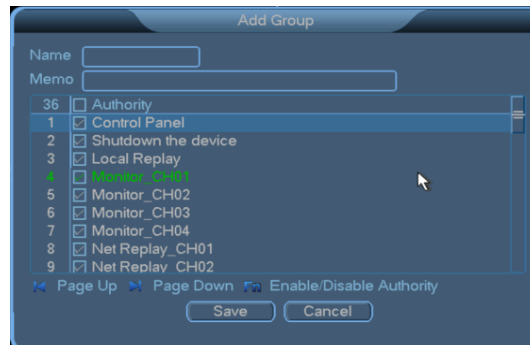 Add Group
Name
Memo
36 Authority
1 Control Panel
2 Shutdown the device
3 Local Replay
4 Monitor_CH01
5 Monitor_CH02
6 Monitor_CH03
7 Monitor_CH04
8 Net Replay_CH01
9 Net Replay_CH02
Page Up Page Down Fn Enable/Disable Authority
Save Cancel